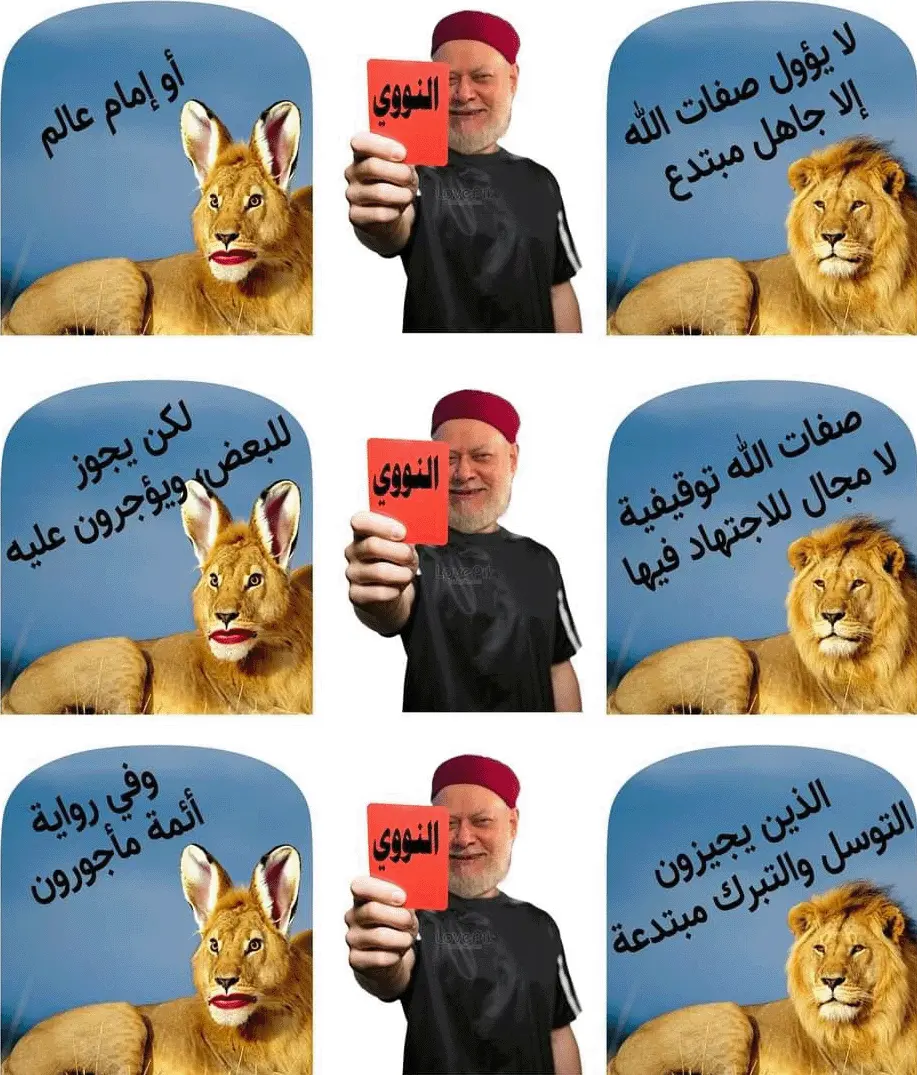 لا يؤول صفات الله
إلا جاهل مبتدع
النووي
أو إمام عالم
صفات الله توقيفية
لا مجال للاجتهاد فيها
النووي
لكن يجوز
للبعض، ويؤجرون عليه
الذين يجيزون
التوسل والتبرك مبتدعة
النووي
وفي رواية
أئمة مأجورون